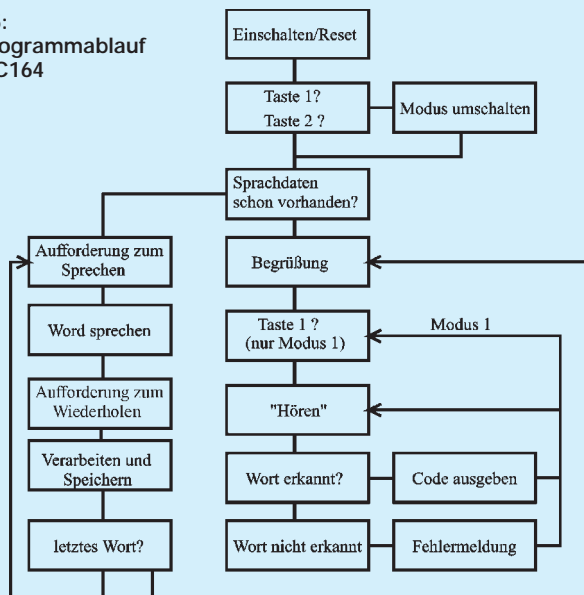 ogrammablauf
C164
Einschalten/Reset
Taste 1?
Taste 2 ?
Modus umschalten
Sprachdaten
schon vorhanden?
Aufforderung zum
Sprechen
Begrüßung
Word sprechen
Taste 1 ?
(nur Modus 1)
Modus 1
Aufforderung zum
Wiederholen
"Hören"
Verarbeiten und
Speichern
Wort erkannt?
Code ausgeben
letztes Wort?
Wort nicht erkannt
Fehlermeldung